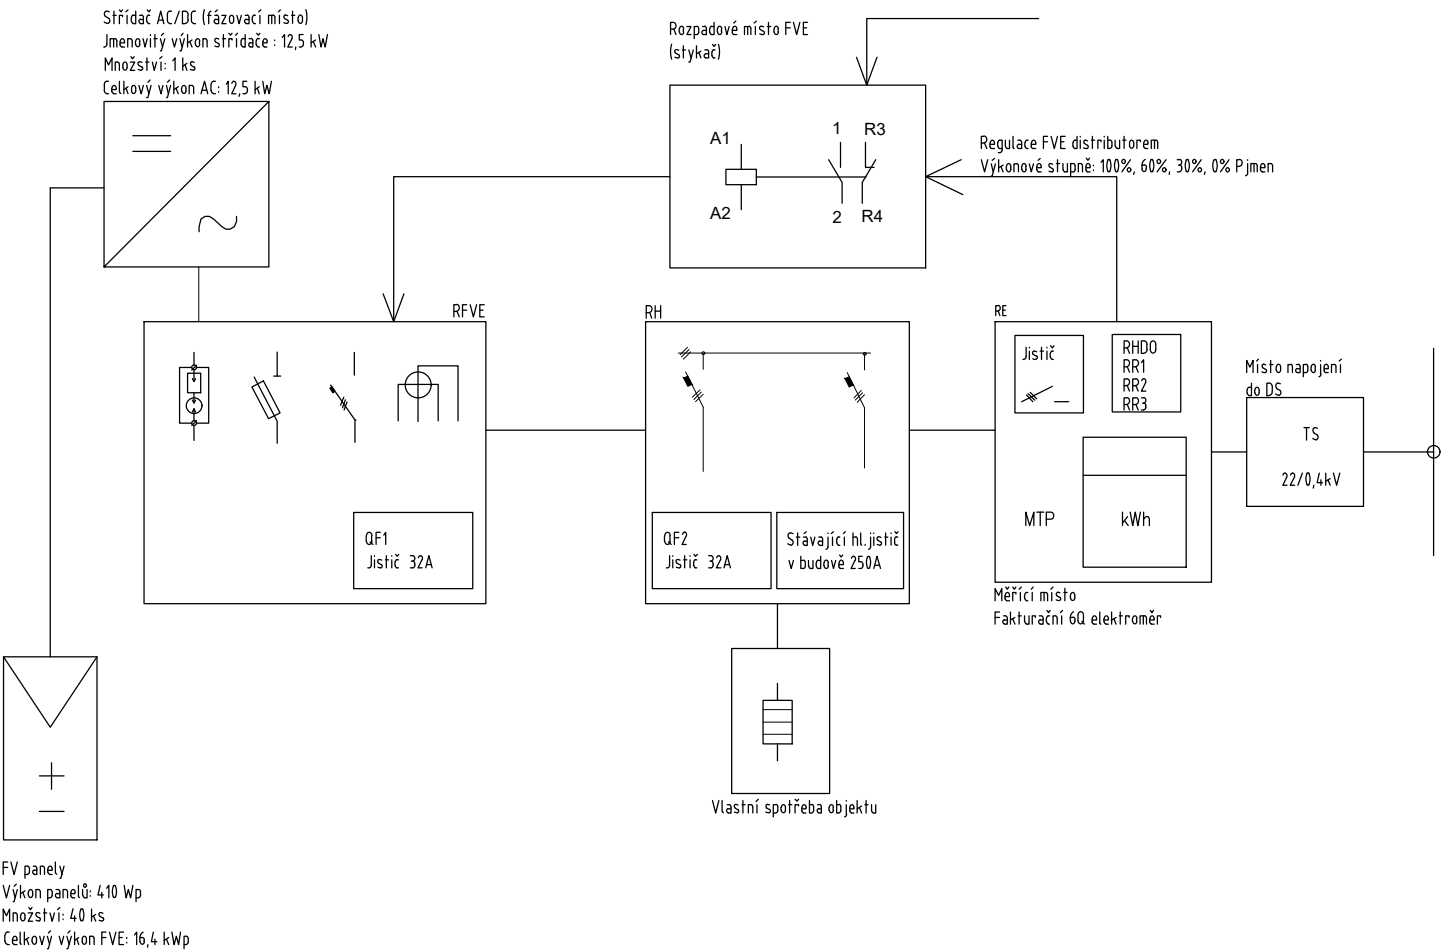 Střídač AC/DC (fázovací místo)
Jmenovitý výkon střídače : 12,5 kW
Množství: 1 ks
Celkový výkon AC: 12,5 kW
Rozpadové místo FVE
(stykač)
A1
A2
1
R3
2
R4
Regulace FVE distributorem
Výkonové stupně: 100%, 60%, 30%, 0% Pjmen
RFVE
QF1
Jistič 32A
RH
QF2
Jistič 32A
Stávající hl.jistič
v budově 250A
RE
Jistič
RHDO
RR1
RR2
RR3
MTP
kWh
Měřící místo
Fakturační 6Q elektroměr
Místo napojení
do DS
TS
22/0,4kV
Vlastní spotřeba objektu
FV panely
Výkon panelů: 410 Wp
Množství: 40 ks
Celkový výkon FVE: 16,4 kWp